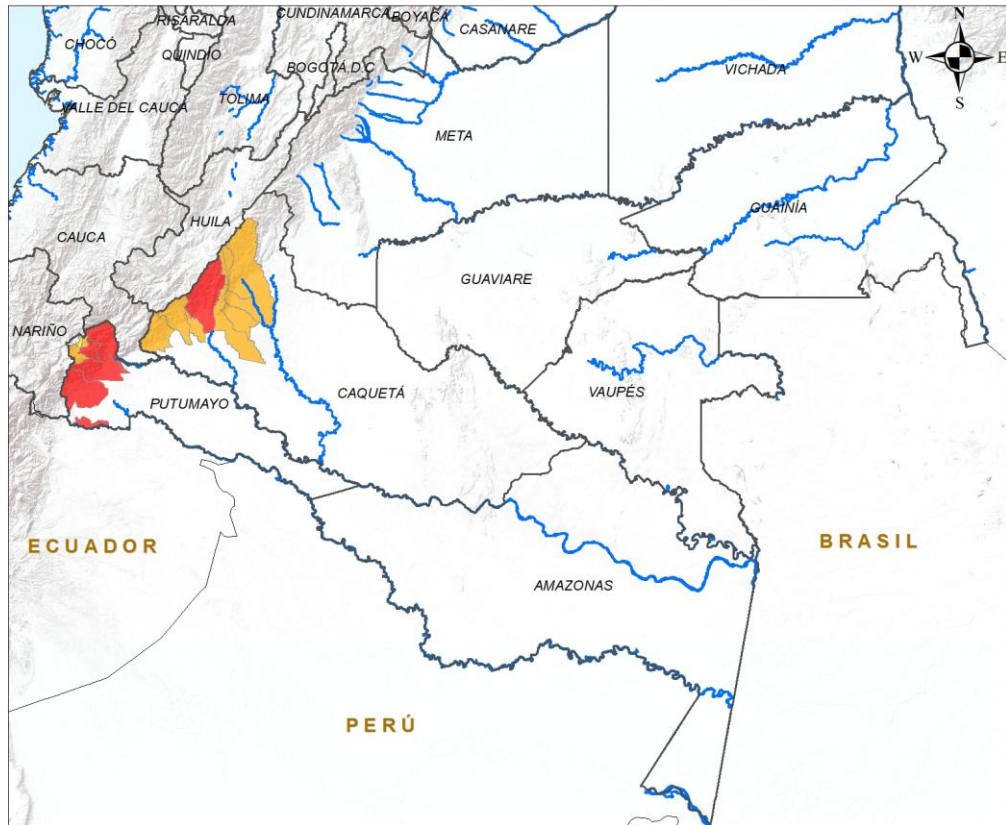 CUNDINAMARCA
BOYACÁ
RISARALDA
CASANARE
N
CHOCÓ
QUINDIO
BOGOTÁ D.C
W
E
VICHADA
TOLIMA
VALLE DEL CAUCA
S
META
GUAINÍA
HUILA
CAUCA
GUAVIARE
NARIÑO
CAQUETÁ
VAUPÉS
PUTUMAYO
ECUADOR
BRASIL
AMAZONAS
PERÚ